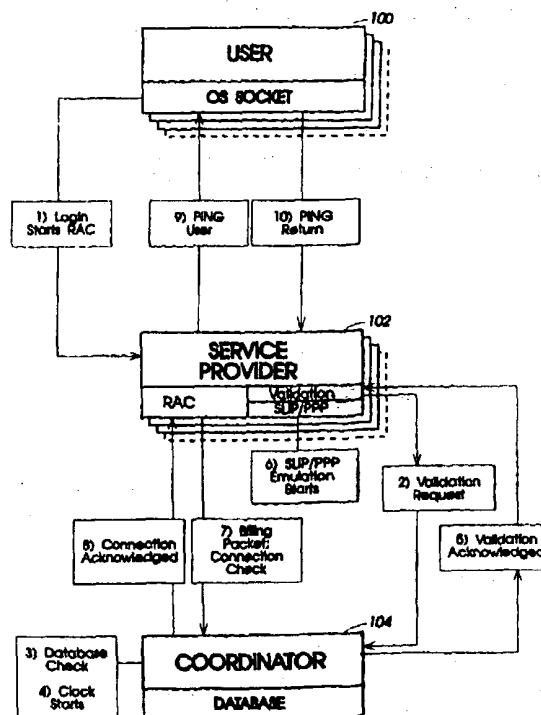 100
USER
OS SOCKET
1) Login
Starts RAC
9) PING
User
10) PING
Return
102
SERVICE
PROVIDER
RAC
Validation
SLIP/PPP
6) SLIP/PPP
Emulation
Starts
2) Validation
Request
8) Connection
Acknowledged
7) Billing
Packet:
Connection
Check
5) Validation
Acknowledged
104
3) Database
Check
4) Clock
Starts
COORDINATOR
DATABASE